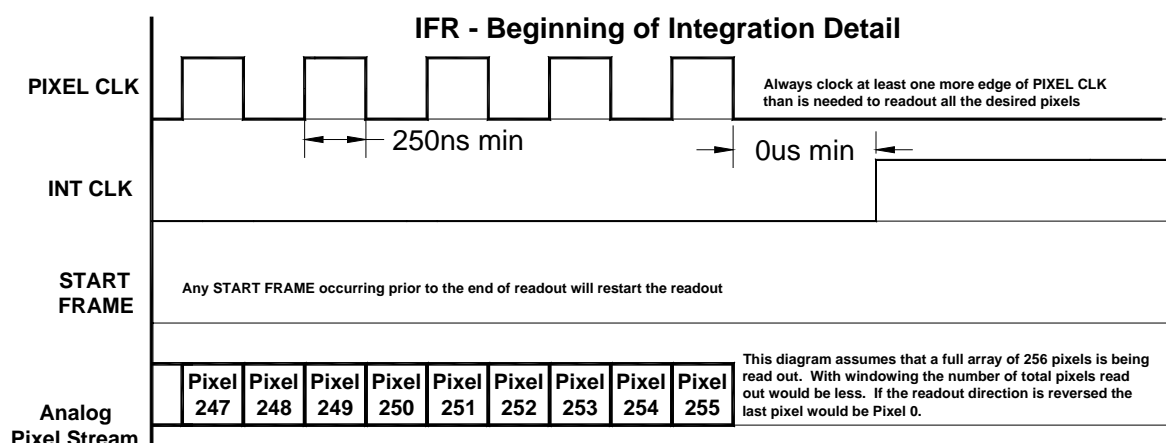 IFR - Beginning of Integration Detail
PIXEL CLK
Always clock at least one more edge of PIXEL CLK
than is needed to readout all the desired pixels
250ns min
0us min
INT CLK
START
FRAME
Any START FRAME occurring prior to the end of readout will restart the readout
This diagram assumes that a full array of 256 pixels is being
read out. With windowing the number of total pixels read
out would be less. If the readout direction is reversed the
last pixel would be Pixel 0.
Pixel Pixel Pixel Pixel Pixel Pixel Pixel Pixel Pixel
247 248 249 250 251 252 253 254 255
Analog
Pixel Stream